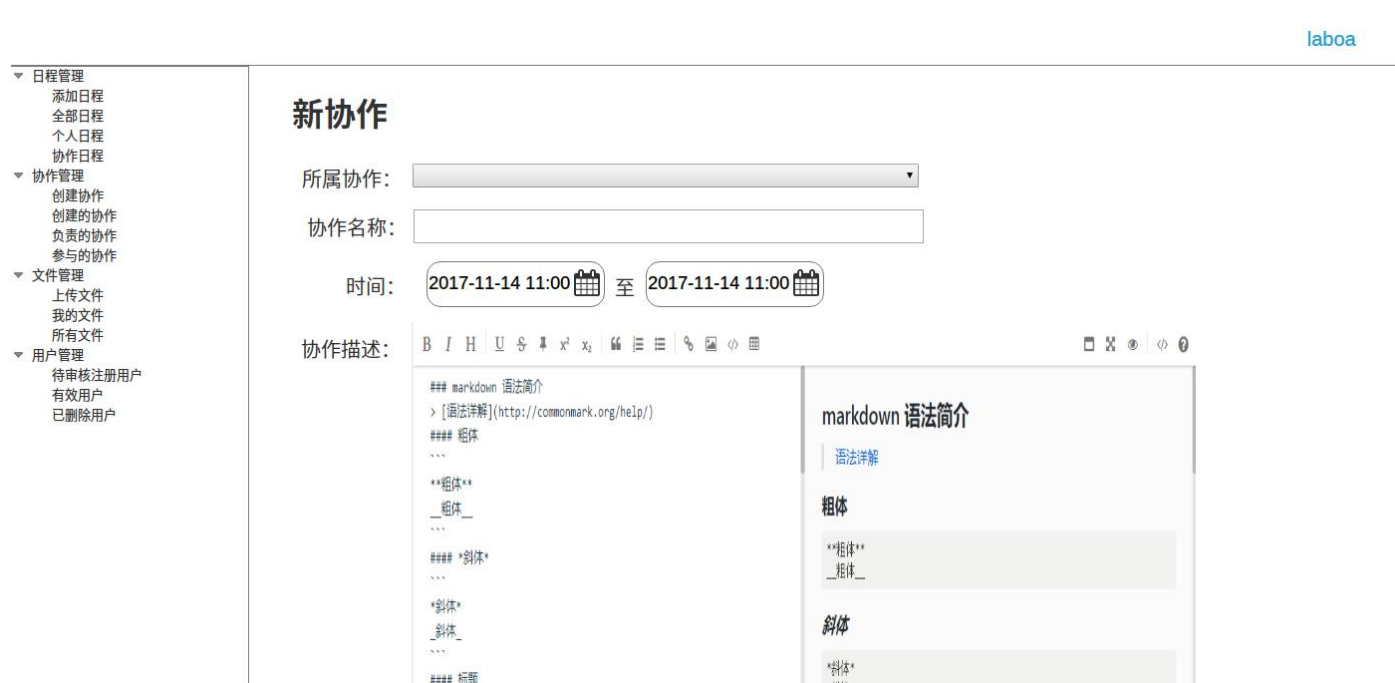 laboa
日程管理
添加日程
全部日程
个人日程
协作日程
协作管理
创建协作
创建的协作
负责的协作
参与的协作
文件管理
上传文件
我的文件
所有文件
用户管理
待审核注册用户
有效用户
已删除用户
新协作
所属协作：
协作名称：
时间： 2017-11-14 11:00 至 2017-11-14 11:00
协作描述：
B I H U S x² x₂
### markdown 语法简介
> [语法详解](http://commonmark.org/help/)
#### 粗体
```
**粗体**
__粗体__
```
#### *斜体*
```
*斜体*
_斜体_
```
#### 标题
markdown 语法简介
语法详解
粗体
**粗体**
__粗体__
斜体
*斜体*